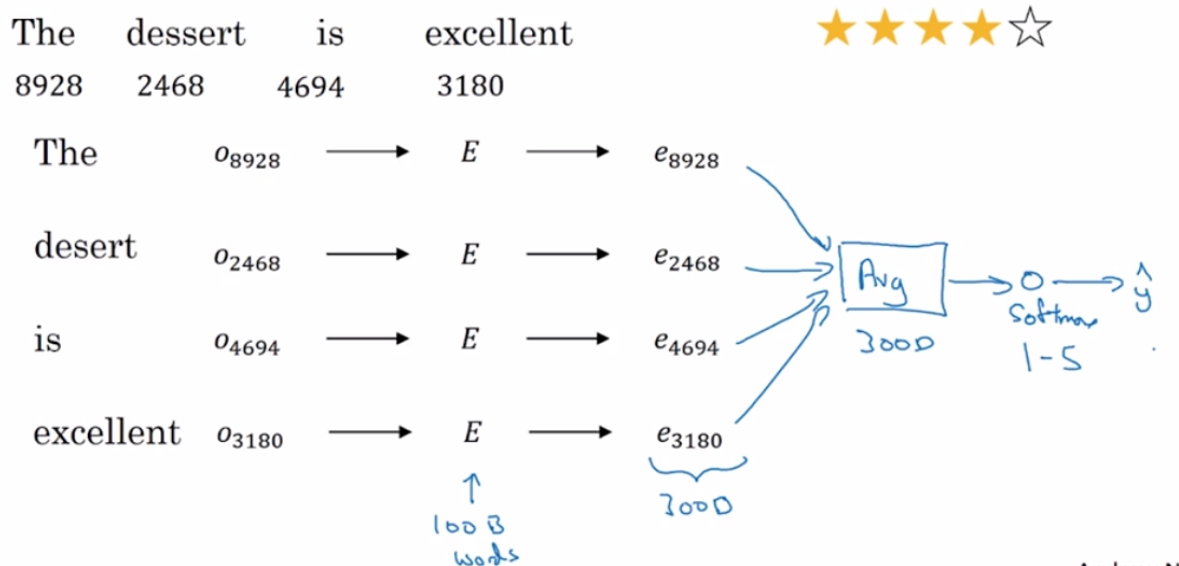 The dessert is excellent
8928 2468 4694 3180
The o8928 E e8928
desert o2468 E e2468
Avg ŷ
Softmax
is o4694 E e4694
300D
1-5
excellent o3180 E e3180
300D
100 B
words